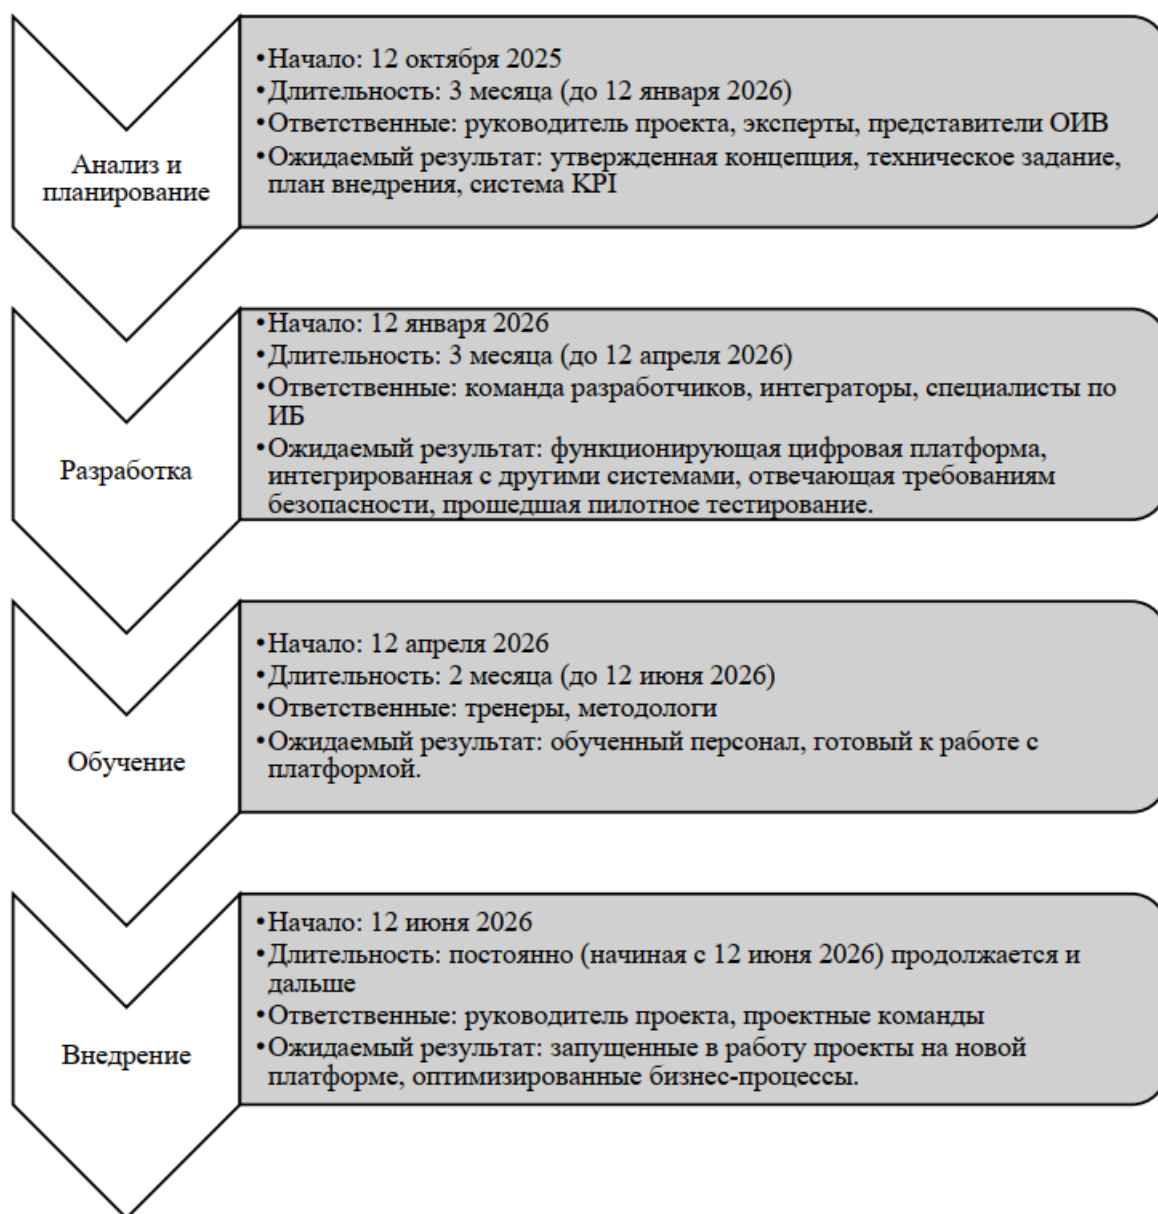 Анализ и
планирование
•Начало: 12 октября 2025
•Длительность: 3 месяца (до 12 января 2026)
•Ответственные: руководитель проекта, эксперты, представители ОИВ
•Ожидаемый результат: утвержденная концепция, техническое задание,
план внедрения, система KPI
Разработка
•Начало: 12 января 2026
•Длительность: 3 месяца (до 12 апреля 2026)
•Ответственные: команда разработчиков, интеграторы, специалисты по
ИБ
•Ожидаемый результат: функционирующая цифровая платформа,
интегрированная с другими системами, отвечающая требованиям
безопасности, прошедшая пилотное тестирование.
Обучение
•Начало: 12 апреля 2026
•Длительность: 2 месяца (до 12 июня 2026)
•Ответственные: тренеры, методологи
•Ожидаемый результат: обученный персонал, готовый к работе с
платформой.
Внедрение
•Начало: 12 июня 2026
•Длительность: постоянно (начиная с 12 июня 2026) продолжается и
дальше
•Ответственные: руководитель проекта, проектные команды
•Ожидаемый результат: запущенные в работу проекты на новой
платформе, оптимизированные бизнес-процессы.